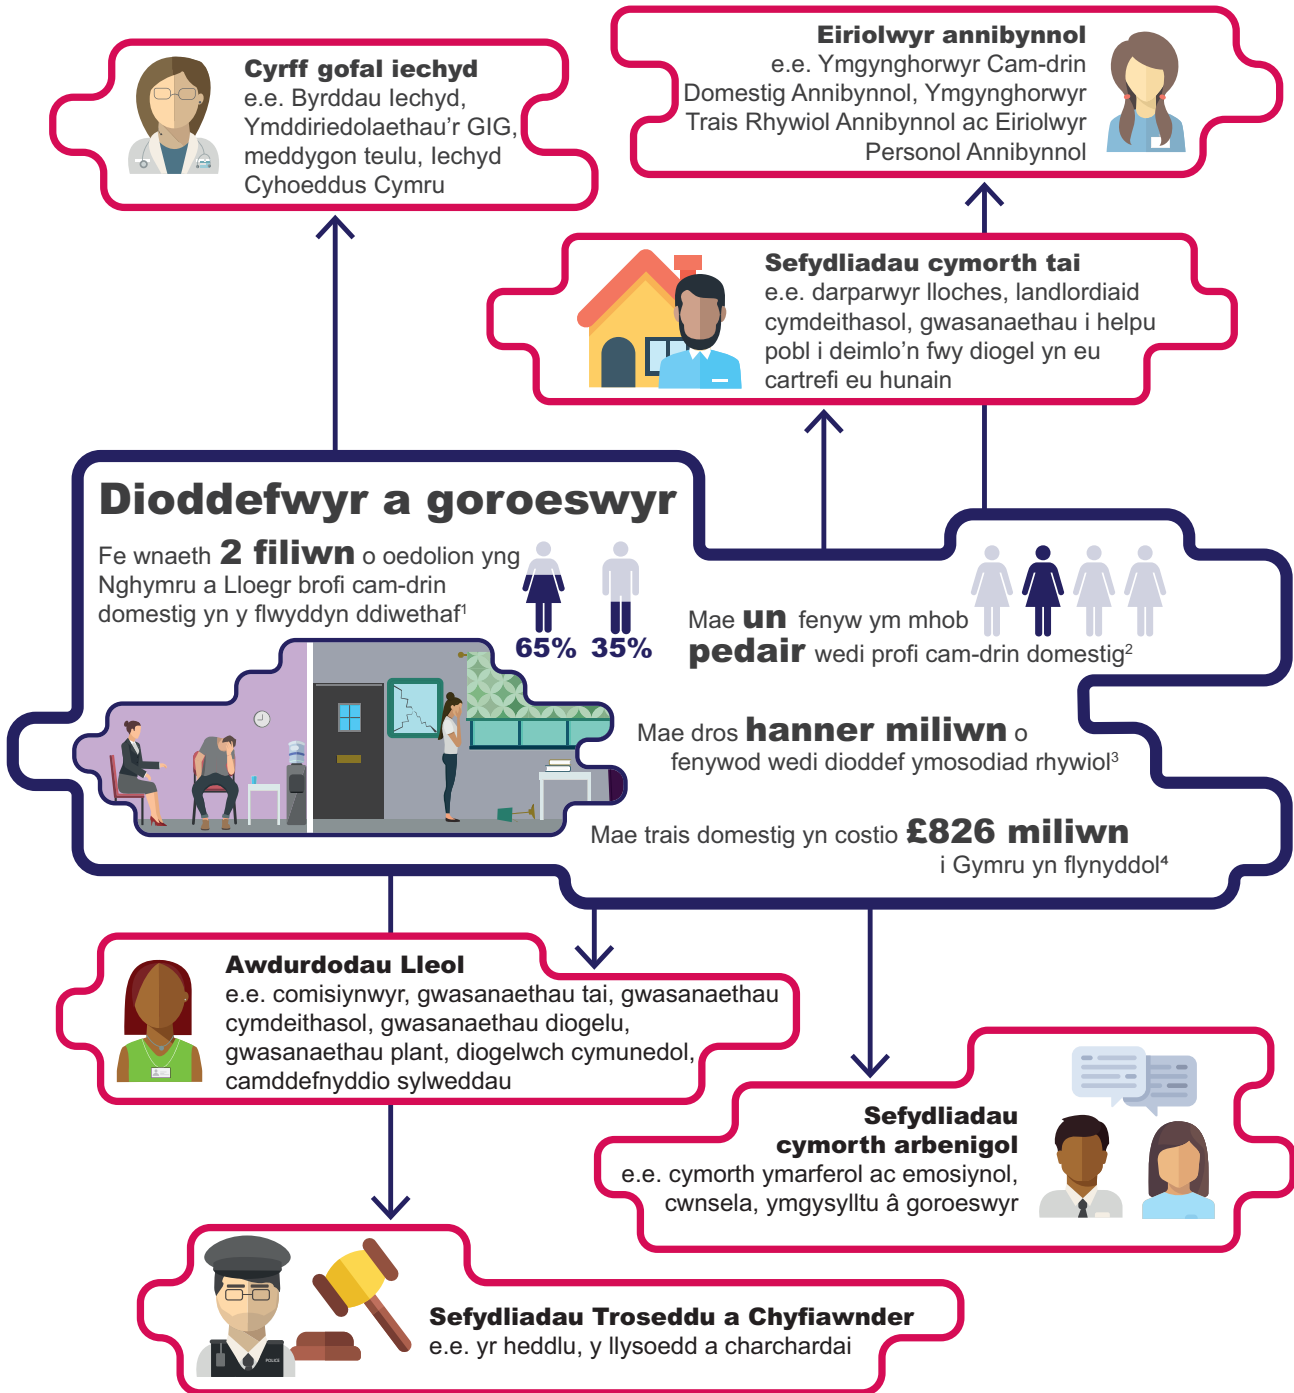 Cyrff gofal iechyd
e.e. Byrddau Iechyd,
Ymddiriedolaethau'r GIG,
meddygon teulu, Iechyd
Cyhoeddus Cymru
Eiriolwyr annibynnol
e.e. Ymgynghorwyr Cam-drin
Domestig Annibynnol, Ymgynghorwyr
Trais Rhywiol Annibynnol ac Eiriolwyr
Personol Annibynnol
Sefydliadau cymorth tai
e.e. darparwyr lloches, landlordiaid
cymdeithasol, gwasanaethau i helpu
pobl i deimlo'n fwy diogel yn eu
cartrefi eu hunain
Dioddefwyr a goroeswyr
Fe wnaeth 2 filiwn o oedolion yng
Nghymru a Lloegr brofi cam-drin
domestig yn y flwyddyn ddiwethaf¹
65% 35%
Mae un fenyw ym mhob
pedair wedi profi cam-drin domestig²
Mae dros hanner miliwn o
fenywod wedi dioddef ymosodiad rhywiol³
Mae trais domestig yn costio £826 miliwn
i Gymru yn flynyddol⁴
Awdurdodau Lleol
e.e. comisiynwyr, gwasanaethau tai, gwasanaethau
cymdeithasol, gwasanaethau diogelu,
gwasanaethau plant, diogelwch cymunedol,
camddefnyddio sylweddau
Sefydliadau
cymorth arbenigol
e.e. cymorth ymarferol ac emosiynol,
cwnsela, ymgysylltu â goroeswyr
Sefydliadau Troseddu a Chyfiawnder
e.e. yr heddlu, y llysoedd a charchardai
POLICE